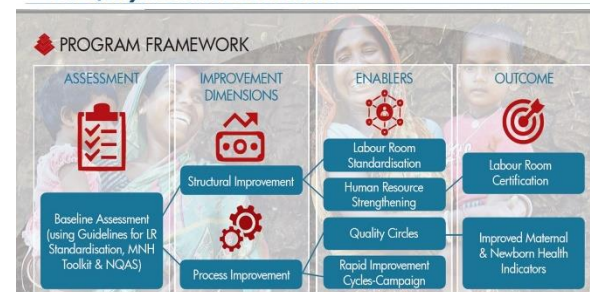 PROGRAM FRAMEWORK
ASSESSMENT
IMPROVEMENT
DIMENSIONS
ENABLERS
OUTCOME
Baseline Assessment
(using Guidelines for LR
Standardisation, MNH
Toolkit & NQAS)
Structural Improvement
Process Improvement
Labour Room
Standardisation
Human Resource
Strengthening
Quality Circles
Rapid Improvement
Cycles-Campaign
Labour Room
Certification
Improved Maternal
& Newborn Health
Indicators